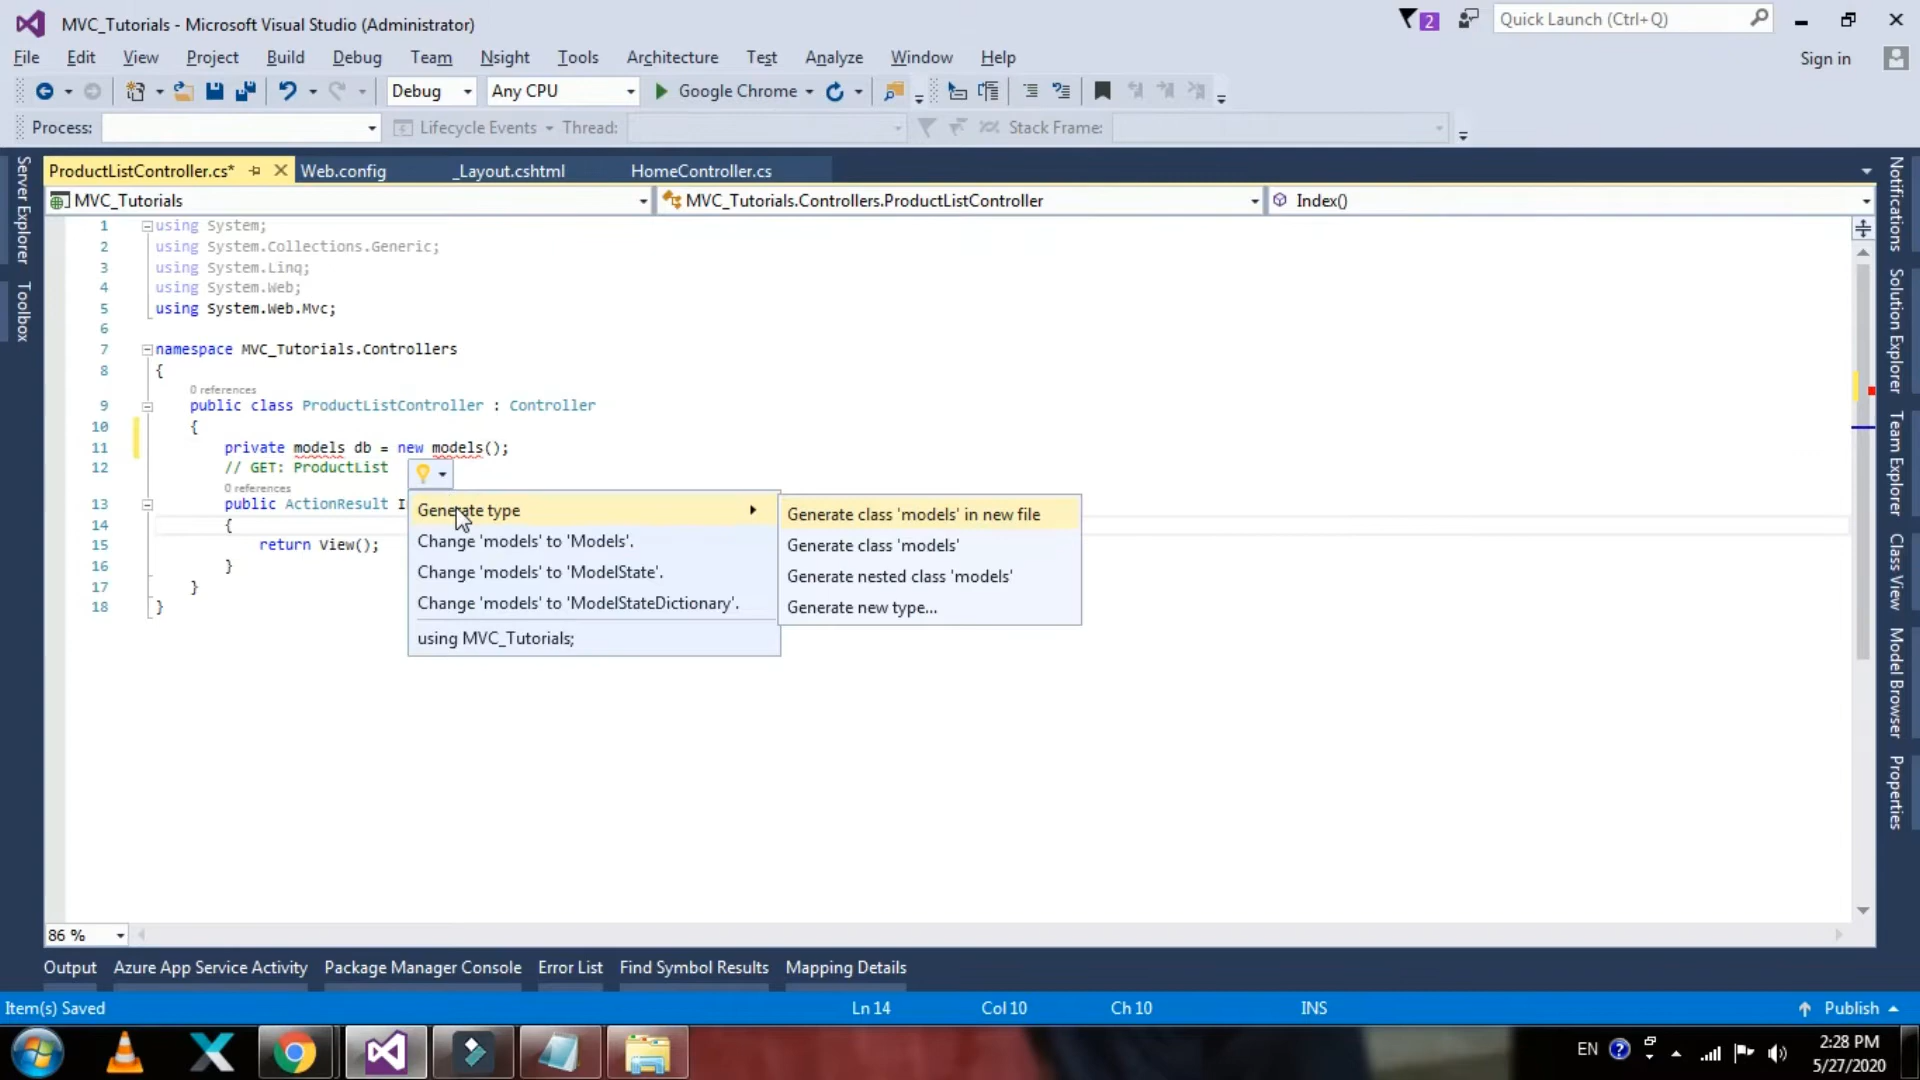 MVC_Tutorials - Microsoft Visual Studio (Administrator)
2
Quick Launch (Ctrl+Q)
File Edit View Project Build Debug Team Nsight Tools Architecture Test Analyze Window Help
Sign in
Debug Any CPU Google Chrome
Process: Lifecycle Events Thread: Stack Frame:
ProductListController.cs* Web.config _Layout.cshtml HomeController.cs
MVC_Tutorials MVC_Tutorials.Controllers.ProductListController Index()
Server Explorer
Toolbox
1 using System;
2 using System.Collections.Generic;
3 using System.Linq;
4 using System.Web;
5 using System.Web.Mvc;
6
7 namespace MVC_Tutorials.Controllers
8 {
0 references
9 public class ProductListController : Controller
10 {
11 private models db = new models();
12 // GET: ProductList
0 references
13 public ActionResult I
14 {
15 return View();
16 }
17 }
18 }
Generate type
Change 'models' to 'Models'.
Change 'models' to 'ModelState'.
Change 'models' to 'ModelStateDictionary'.
using MVC_Tutorials;
Generate class 'models' in new file
Generate class 'models'
Generate nested class 'models'
Generate new type...
Notifications
Solution Explorer
Team Explorer
Class View
Model Browser
Properties
86 %
Output Azure App Service Activity Package Manager Console Error List Find Symbol Results Mapping Details
Item(s) Saved Ln 14 Col 10 Ch 10 INS Publish
EN
2:28 PM
5/27/2020